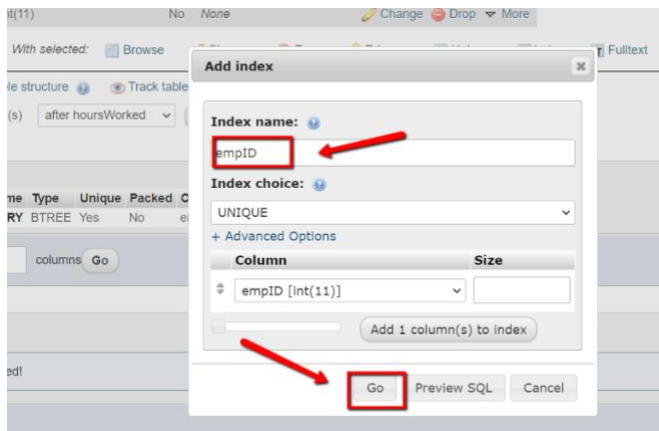 nt(11) No None Change Drop More
With selected: Browse Fulltext
le structure Track table
(s) after hoursWorked
Add index
Index name:
empID
Index choice:
UNIQUE
+ Advanced Options
Column Size
empID [int(11)]
Add 1 column(s) to index
Go Preview SQL Cancel
me Type Unique Packed C
RY BTREE Yes No e
columns Go
ed!